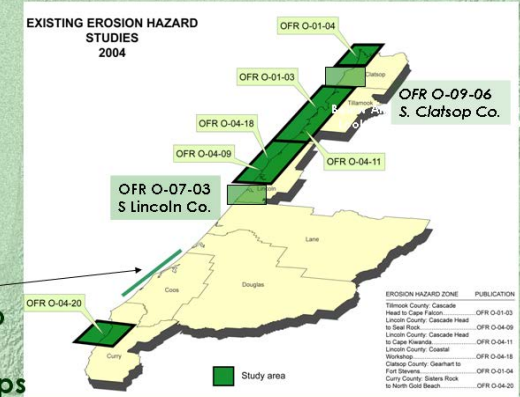 EXISTING EROSION HAZARD
STUDIES
2004
OFR O-01-04
OFR O-01-03
Clatsop
OFR O-09-06
S. Clatsop Co.
Tillamook
OFR O-04-18
OFR O-04-09
OFR O-04-11
OFR O-07-03
S Lincoln Co.
Lincoln
Lane
Coos
Douglas
OFR O-04-20
Curry
Study area
EROSION HAZARD ZONE PUBLICATION
Tillamook County: Cascade
Head to Cape Falcon OFR O-01-03
Lincoln County: Cascade Head
to Seal Rock OFR O-04-09
Lincoln County: Cascade Head
to Cape Kiwanda OFR O-04-11
Lincoln County: Coastal
Workshop OFR O-04-18
Clatsop County: Gearhart to
Fort Stevens OFR O-01-04
Curry County: Sisters Rock
to North Gold Beach OFR O-04-20
ps